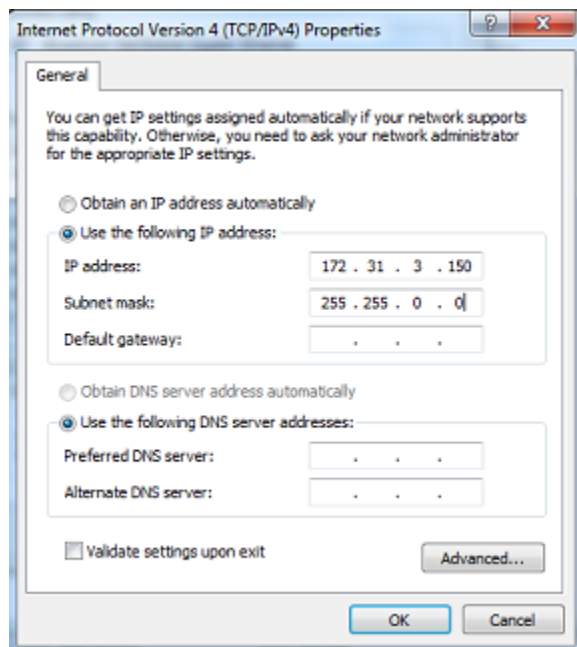 Internet Protocol Version 4 (TCP/IPv4) Properties
General
You can get IP settings assigned automatically if your network supports
this capability. Otherwise, you need to ask your network administrator
for the appropriate IP settings.
Obtain an IP address automatically
Use the following IP address:
IP address: 172 . 31 . 3 . 150
Subnet mask: 255 . 255 . 0 . 0
Default gateway: . . .
Obtain DNS server address automatically
Use the following DNS server addresses:
Preferred DNS server: . . .
Alternate DNS server: . . .
Validate settings upon exit
Advanced...
OK Cancel